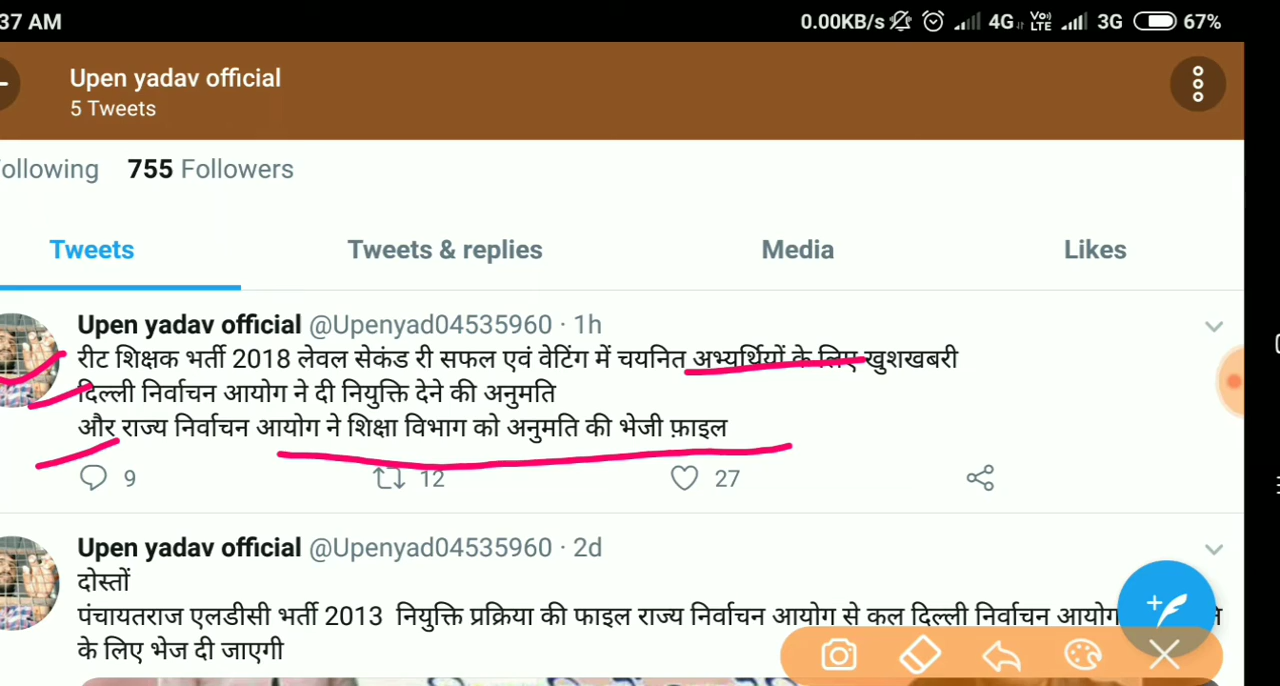 37 AM 0.00KB/s 4G Vo) LTE 3G 67%
Upen yadav official
5 Tweets
ollowing 755 Followers
Tweets Tweets & replies Media Likes
Upen yadav official @Upenyad04535960 · 1h
रीट शिक्षक भर्ती 2018 लेवल सेकंड री सफल एवं वेटिंग में चयनित अभ्यर्थियों के लिए खुशखबरी
दिल्ली निर्वाचन आयोग ने दी नियुक्ति देने की अनुमति
और राज्य निर्वाचन आयोग ने शिक्षा विभाग को अनुमति की भेजी फ़ाइल
9 12 27
Upen yadav official @Upenyad04535960 · 2d
दोस्तों
पंचायतराज एलडीसी भर्ती 2013 नियुक्ति प्रक्रिया की फाइल राज्य निर्वाचन आयोग से कल दिल्ली निर्वाचन आयोग
के लिए भेज दी जाएगी